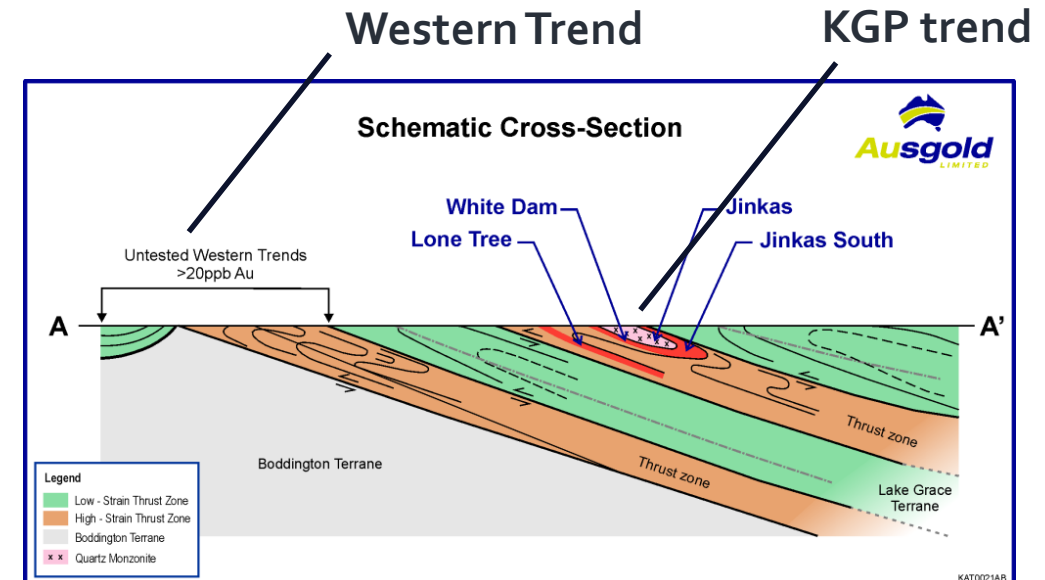 Western Trend
KGP trend
Schematic Cross-Section
Ausgold
LIMITED
White Dam
Jinkas
Lone Tree
Jinkas South
Untested Western Trends
>20ppb Au
A
A'
x x
x x x
x x x
Thrust zone
Boddington Terrane
Thrust zone
Lake Grace
Terrane
Legend
Low - Strain Thrust Zone
High - Strain Thrust Zone
Boddington Terrane
x x Quartz Monzonite
KAT0021AB